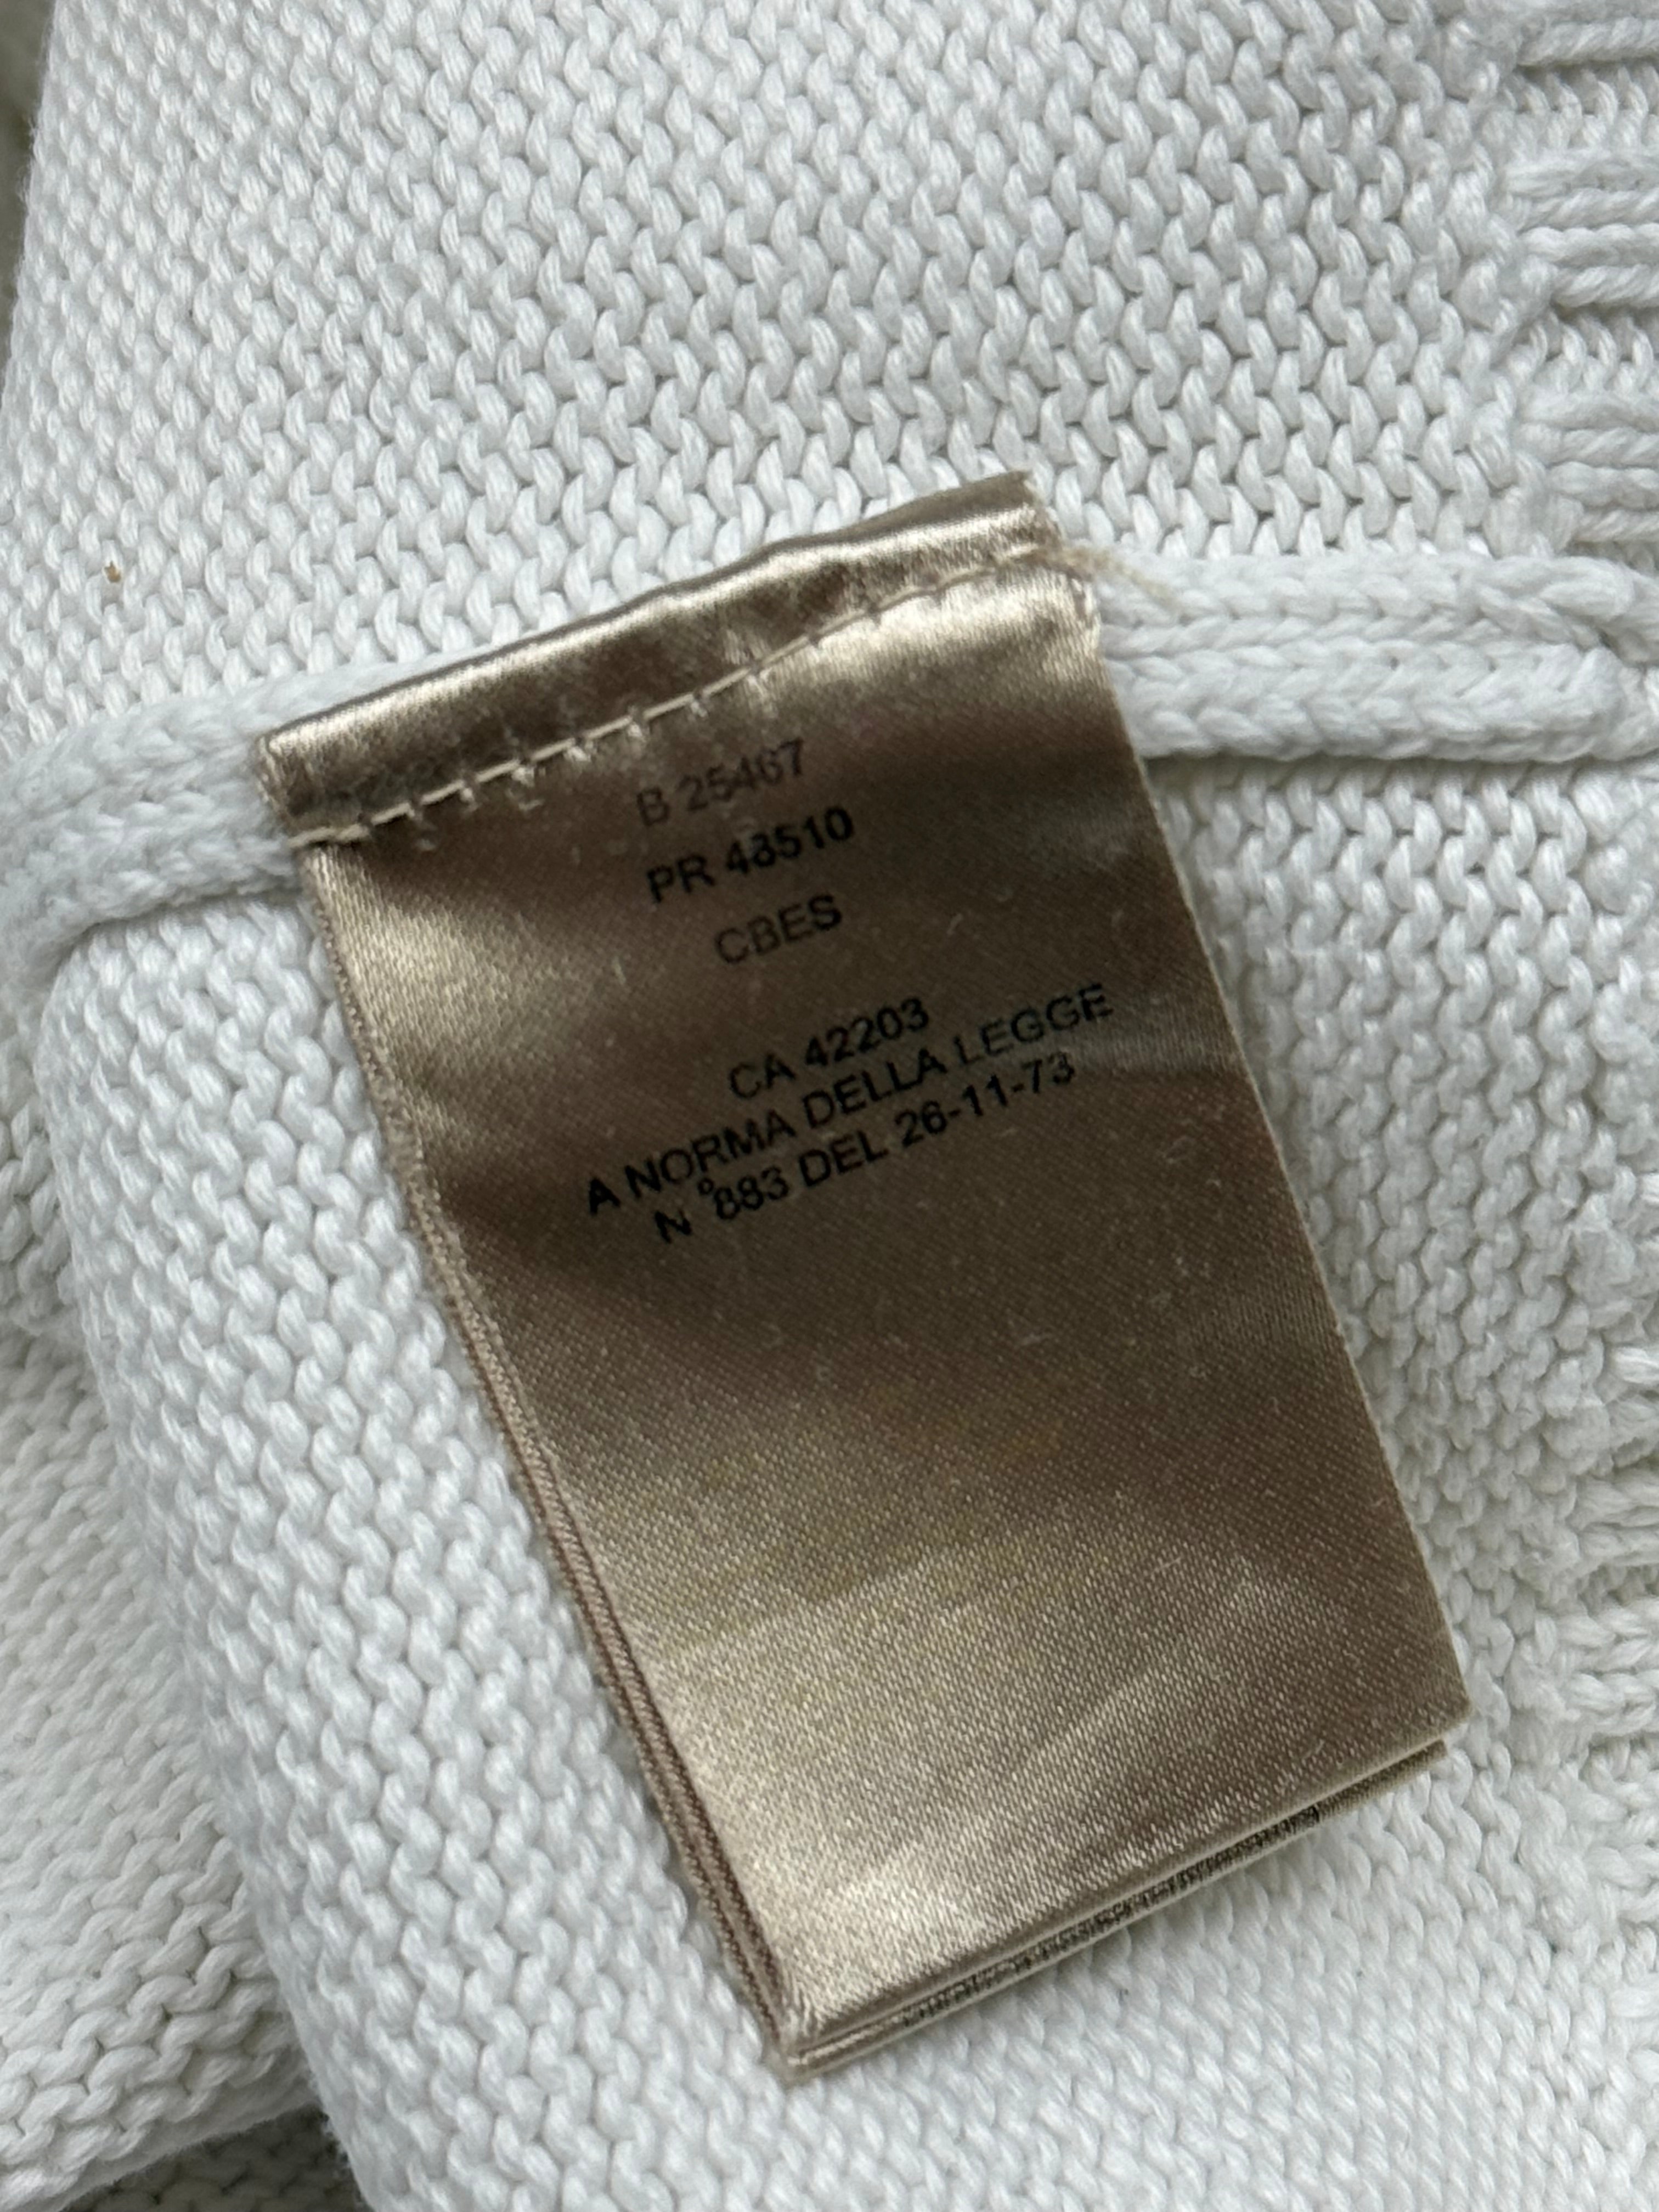 B 25467
PR 48510
CBES
CA 42203
A NORMA DELLA LEGGE
N°883 DEL 26-11-73